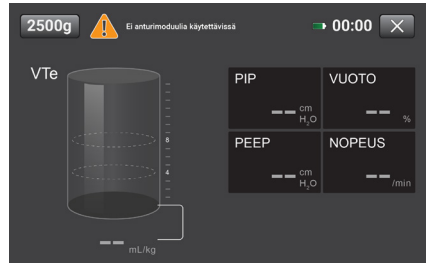 2500g
Ei anturimoduulia käytettävissä
00:00
VTe
8
4
-- mL/kg
PIP
-- cm H₂O
VUOTO
-- %
PEEP
-- cm H₂O
NOPEUS
-- /min